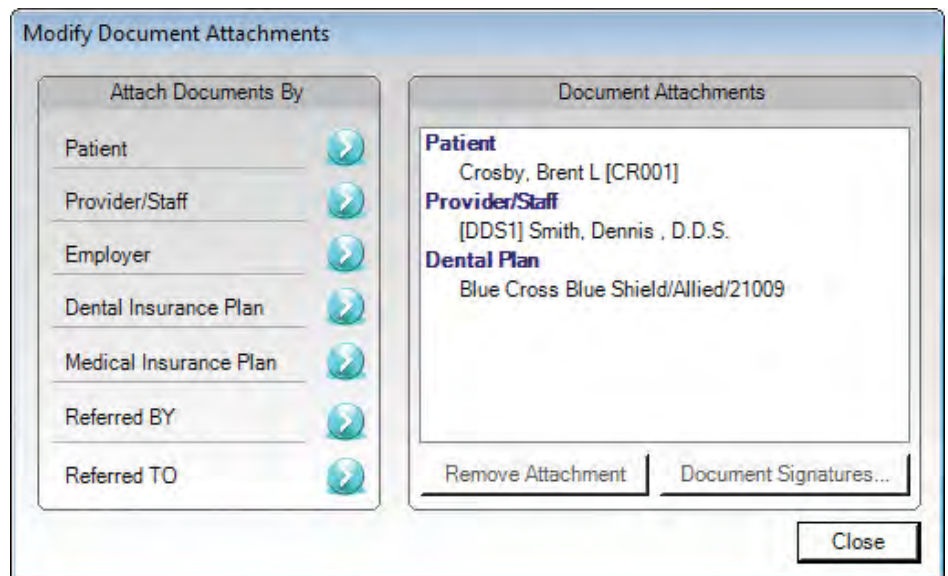 Modify Document Attachments
Attach Documents By
Patient
Provider/Staff
Employer
Dental Insurance Plan
Medical Insurance Plan
Referred BY
Referred TO
Document Attachments
Patient
Crosby, Brent L [CR001]
Provider/Staff
[DDS1] Smith, Dennis , D.D.S.
Dental Plan
Blue Cross Blue Shield/Allied/21009
Remove Attachment
Document Signatures...
Close